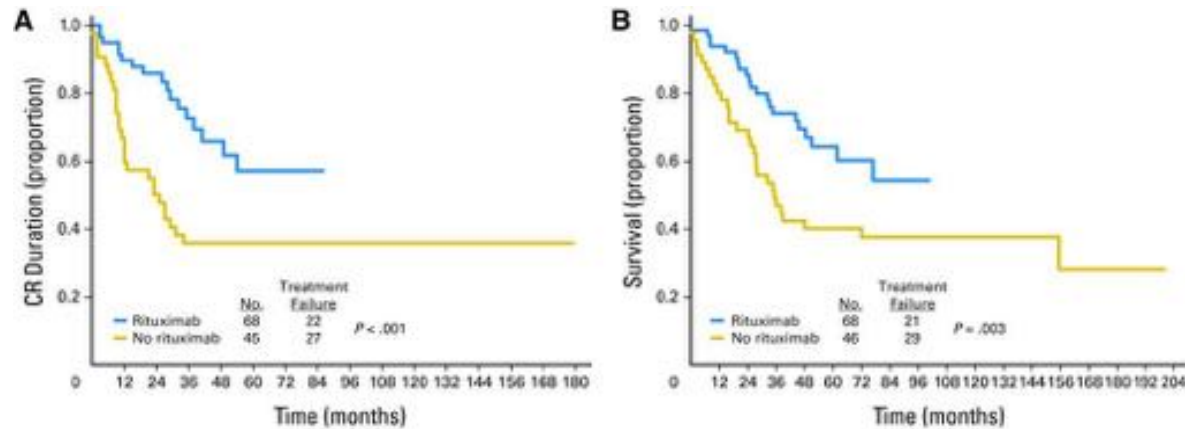 A
CR Duration (proportion)
1.0
0.8
0.6
0.4
0.2
0
Treatment
No. Failure
Rituximab 68 22
No rituximab 45 27
P < .001
12 24 36 48 60 72 84 96 108 120 132 144 156 168 180
Time (months)
B
Survival (proportion)
1.0
0.8
0.6
0.4
0.2
0
Treatment
No. Failure
Rituximab 68 21
No rituximab 46 29
P = .003
12 24 36 48 60 72 84 96 108 120 132 144 156 168 180 192 204
Time (months)